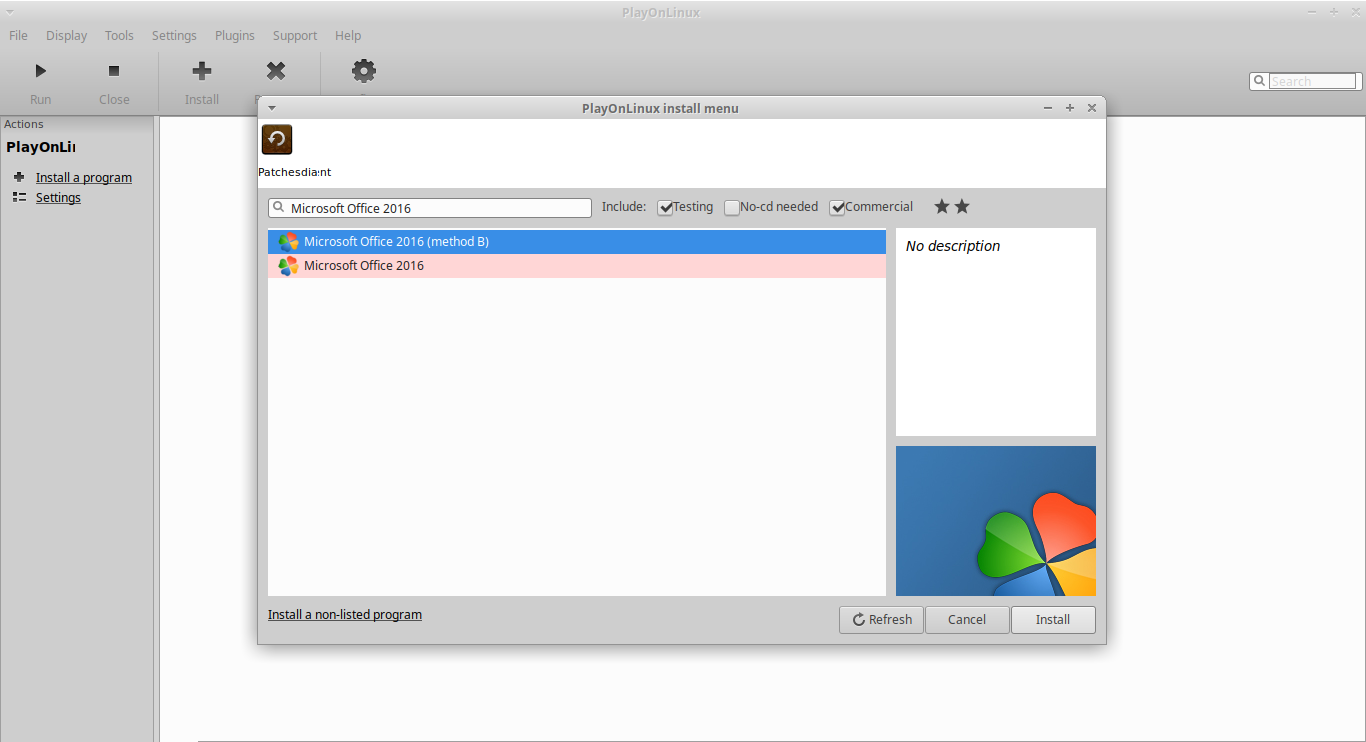 PlayOnLinux
File Display Tools Settings Plugins Support Help
Run Close Install
Search
Actions
PlayOnLi
Install a program
Settings
PlayOnLinux install menu
Patches
Microsoft Office 2016
Include: Testing No-cd needed Commercial
Microsoft Office 2016 (method B)
Microsoft Office 2016
No description
Install a non-listed program
Refresh Cancel Install